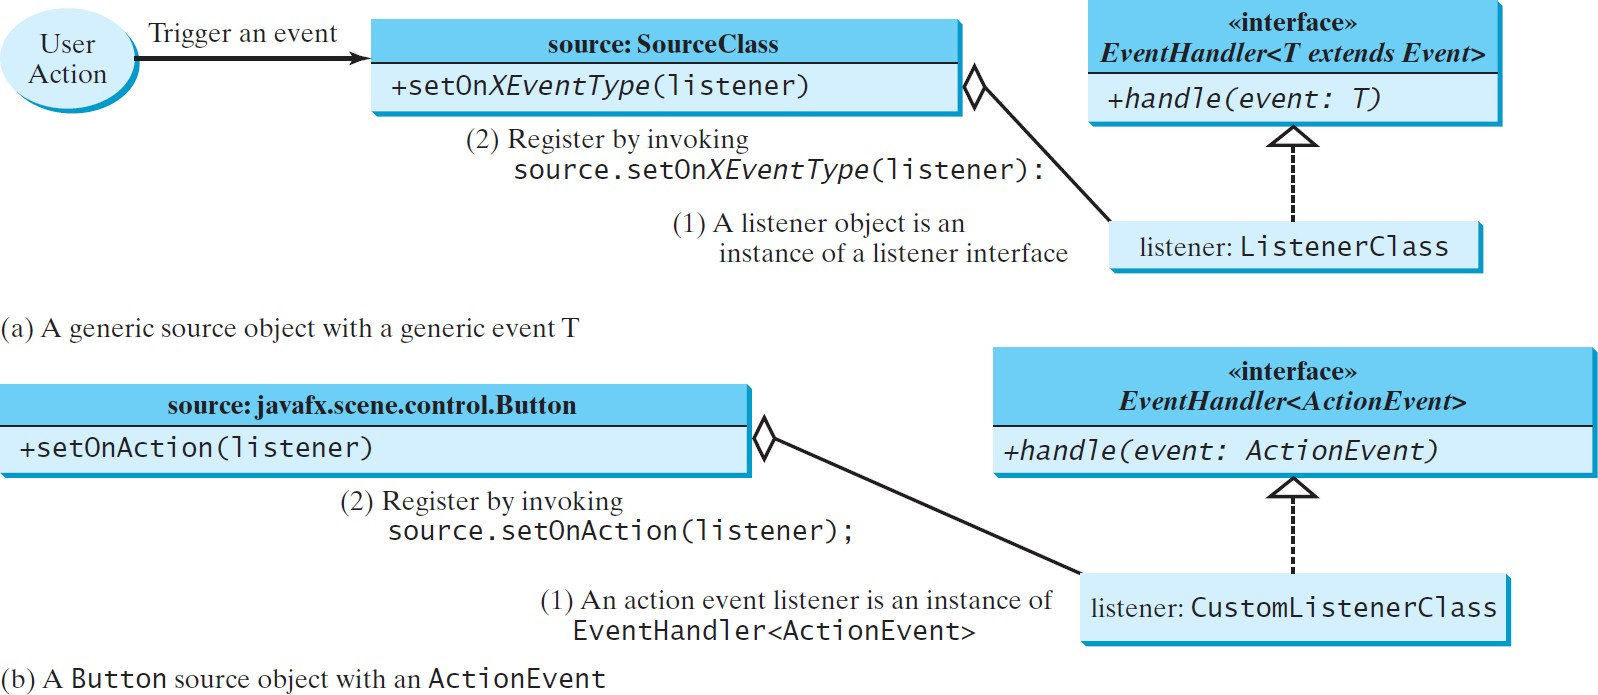 User
Action
Trigger an event
source: SourceClass
+setOnXEventType(listener)
«interface»
EventHandler<T extends Event>
+handle(event: T)
(2) Register by invoking
source.setOnXEventType(listener):
(1) A listener object is an
instance of a listener interface
listener: ListenerClass
(a) A generic source object with a generic event T
source: javafx.scene.control.Button
+setOnAction(listener)
«interface»
EventHandler<ActionEvent>
+handle(event: ActionEvent)
(2) Register by invoking
source.setOnAction(listener);
(1) An action event listener is an instance of
EventHandler<ActionEvent>
listener: CustomListenerClass
(b) A Button source object with an ActionEvent